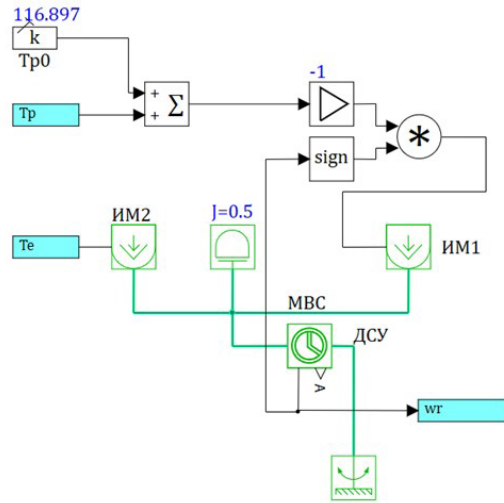 116.897
k
Tp0
Tp
+
+
Σ
-1
sign
*
Te
ИМ2
J=0.5
ИМ1
МВС
ДСУ
A
wr